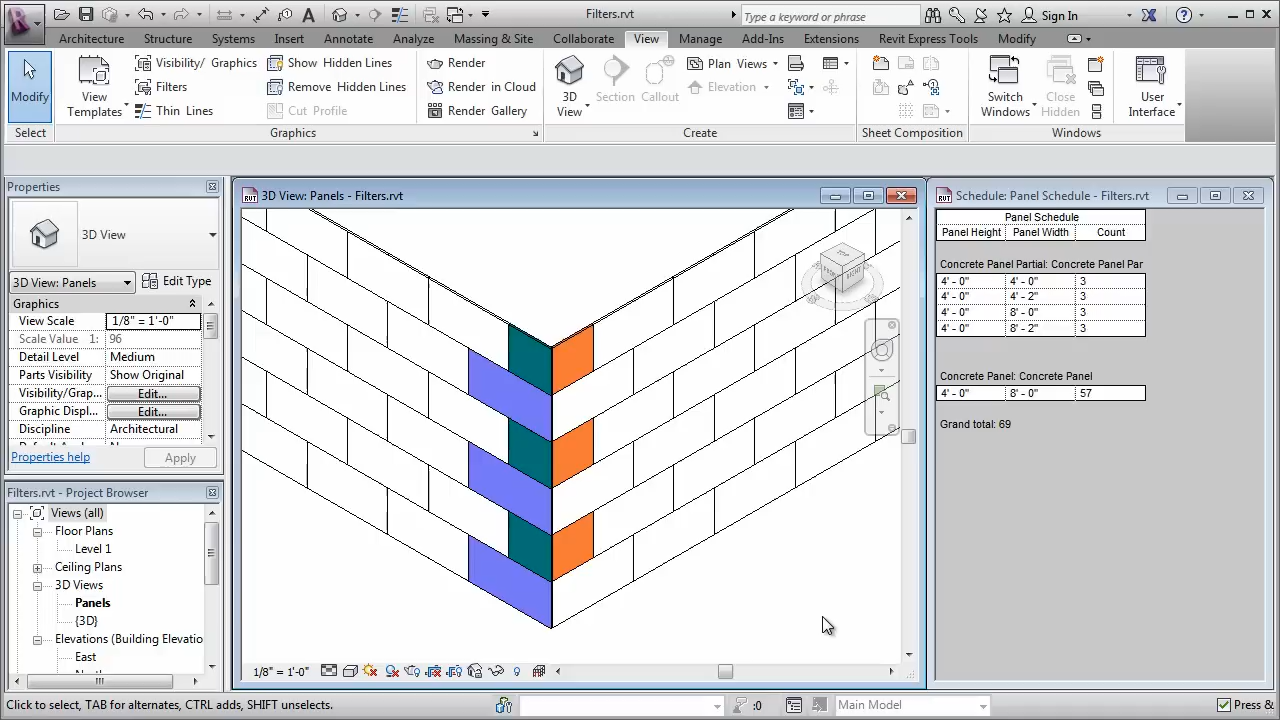 Filters.rvt
Type a keyword or phrase
Sign In
Architecture Structure Systems Insert Annotate Analyze Massing & Site Collaborate View Manage Add-Ins Extensions Revit Express Tools Modify
Modify
View Templates
Visibility/ Graphics
Filters
Thin Lines
Show Hidden Lines
Remove Hidden Lines
Cut Profile
Render
Render in Cloud
Render Gallery
3D View
Section
Callout
Plan Views
Elevation
Switch Windows
Close Hidden
User Interface
Select Graphics Create Sheet Composition Windows
Properties
3D View
3D View: Panels Edit Type
Graphics
View Scale 1/8" = 1'-0"
Scale Value 1: 96
Detail Level Medium
Parts Visibility Show Original
Visibility/Grap... Edit...
Graphic Displ... Edit...
Discipline Architectural
Properties help Apply
Filters.rvt - Project Browser
Views (all)
Floor Plans
Level 1
Ceiling Plans
3D Views
Panels
{3D}
Elevations (Building Elevatio
East
3D View: Panels - Filters.rvt
TOP
FRONT
RIGHT
1/8" = 1'-0"
Schedule: Panel Schedule - Filters.rvt
Panel Schedule
Panel Height Panel Width Count
Concrete Panel Partial: Concrete Panel Par
4' - 0" 4' - 0" 3
4' - 0" 4' - 2" 3
4' - 0" 8' - 0" 3
4' - 0" 8' - 2" 3
Concrete Panel: Concrete Panel
4' - 0" 8' - 0" 57
Grand total: 69
Click to select, TAB for alternates, CTRL adds, SHIFT unselects.
:0
Main Model
Press &